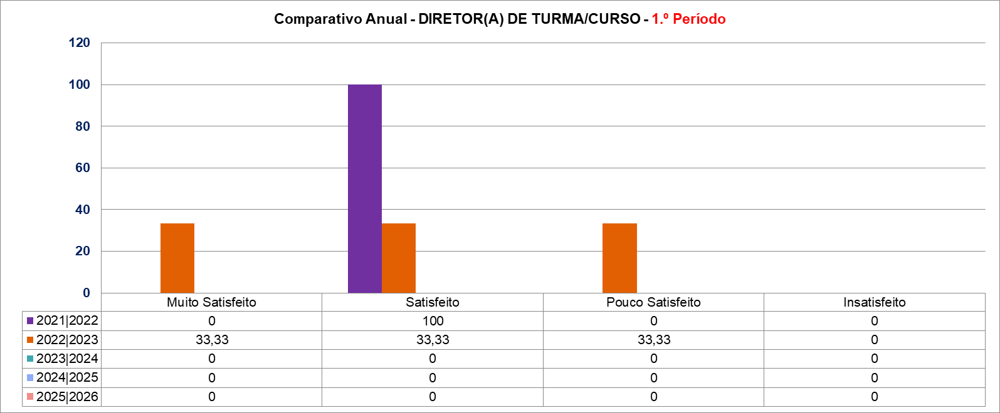 Comparativo Anual - DIRETOR(A) DE TURMA/CURSO - 1.º Período
120
100
80
60
40
20
0
Muito Satisfeito Satisfeito Pouco Satisfeito Insatisfeito
2021|2022 0 100 0 0
2022|2023 33,33 33,33 33,33 0
2023|2024 0 0 0 0
2024|2025 0 0 0 0
2025|2026 0 0 0 0